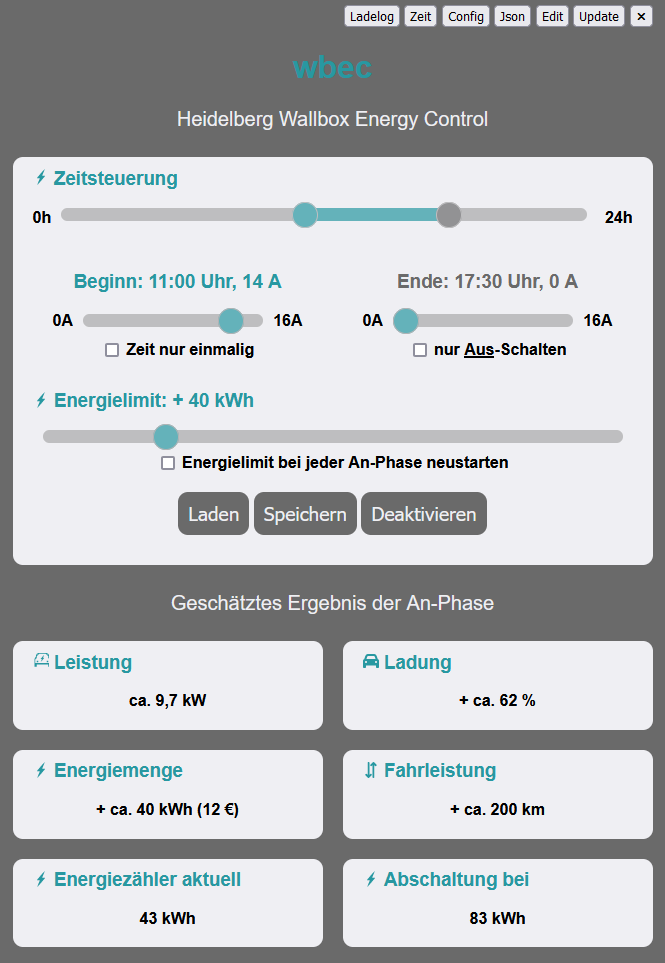 Ladelog Zeit Config Json Edit Update ×
wbec
Heidelberg Wallbox Energy Control
Zeitsteuerung
0h 24h
Beginn: 11:00 Uhr, 14 A Ende: 17:30 Uhr, 0 A
0A 16A 0A 16A
Zeit nur einmalig nur Aus-Schalten
Energielimit: + 40 kWh
Energielimit bei jeder An-Phase neustarten
Laden Speichern Deaktivieren
Geschätztes Ergebnis der An-Phase
Leistung Ladung
ca. 9,7 kW + ca. 62 %
Energiemenge Fahrleistung
+ ca. 40 kWh (12 €) + ca. 200 km
Energiezähler aktuell Abschaltung bei
43 kWh 83 kWh